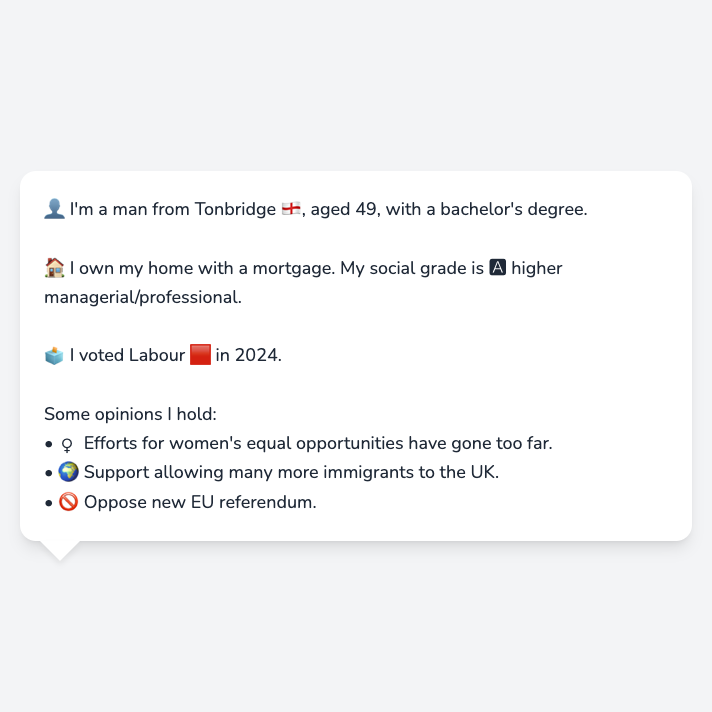 👤 I'm a man from Tonbridge 🏴󠁧󠁢󠁥󠁮󠁧󠁿, aged 49, with a bachelor's degree.
🏠 I own my home with a mortgage. My social grade is 🅰 higher
managerial/professional.
🗳️ I voted Labour 🟥 in 2024.
Some opinions I hold:
• ♀ Efforts for women's equal opportunities have gone too far.
• 🌍 Support allowing many more immigrants to the UK.
• 🚫 Oppose new EU referendum.